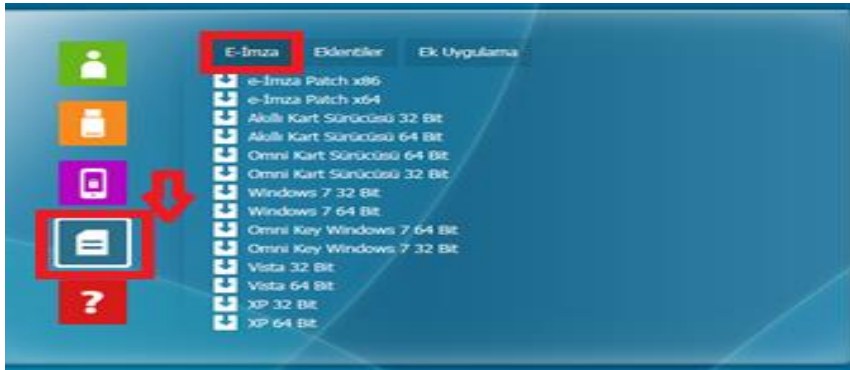 E-İmza Eklentiler Ek Uygulama
e-İmza Patch x86
e-İmza Patch x64
Akıllı Kart Sürücüsü 32 Bit
Akıllı Kart Sürücüsü 64 Bit
Omni Kart Sürücüsü 64 Bit
Omni Kart Sürücüsü 32 Bit
Windows 7 32 Bit
Windows 7 64 Bit
Omni Key Windows 7 64 Bit
Omni Key Windows 7 32 Bit
Vista 32 Bit
Vista 64 Bit
XP 32 Bit
XP 64 Bit
?